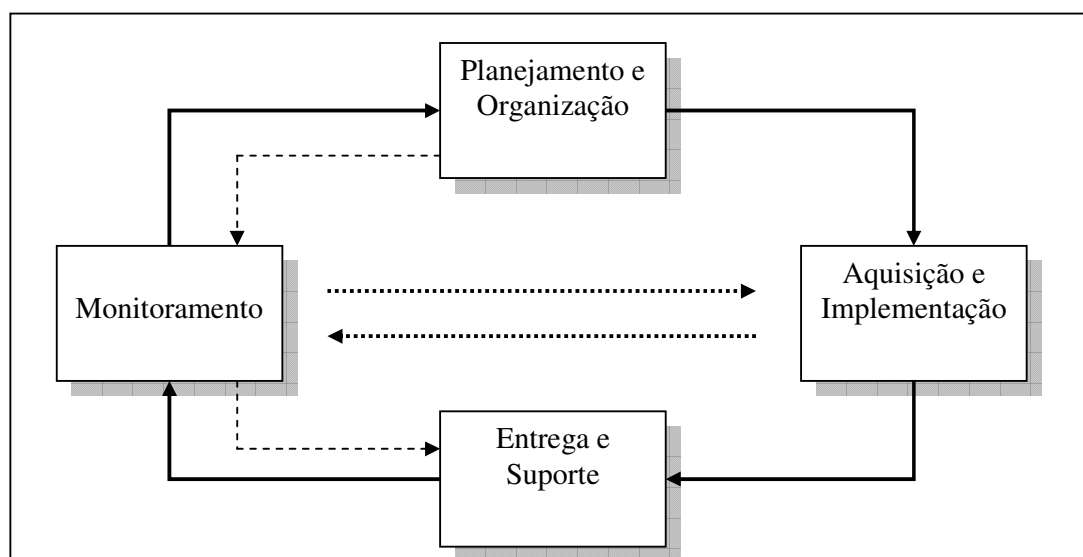 Planejamento e
Organização
Monitoramento
Aquisição e
Implementação
Entrega e
Suporte